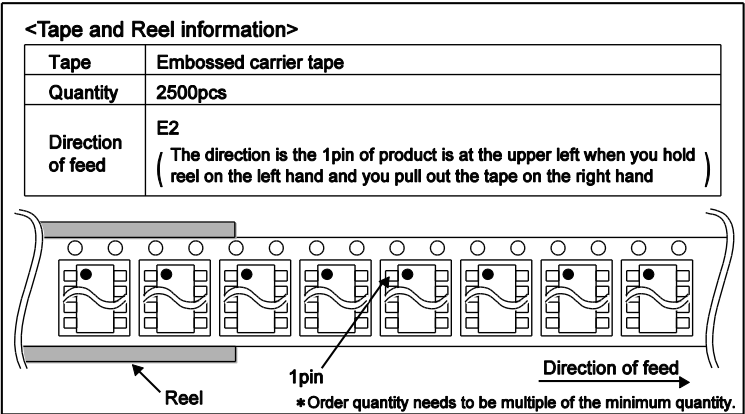 <Tape and Reel information>
Tape Embossed carrier tape
Quantity 2500pcs
Direction of feed E2
( The direction is the 1pin of product is at the upper left when you hold
reel on the left hand and you pull out the tape on the right hand )
1pin
Direction of feed
Reel
*Order quantity needs to be multiple of the minimum quantity.